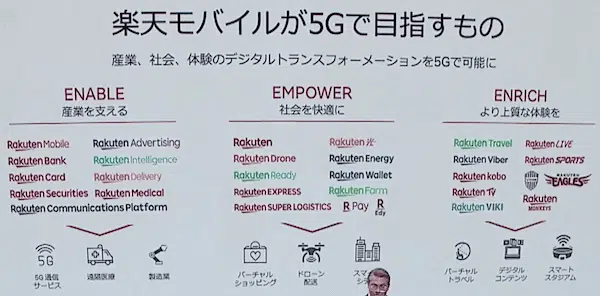 楽天モバイルが5Gで目指すもの
産業、社会、体験のデジタルトランスフォーメーションを5Gで可能に
ENABLE
産業を支える
Rakuten Mobile
Rakuten Advertising
Rakuten Bank
Rakuten Intelligence
Rakuten Card
Rakuten Delivery
Rakuten Securities
Rakuten Medical
Rakuten Communications Platform
5G
5G通信
サービス
遠隔医療
製造業
EMPOWER
社会を快適に
Rakuten
Rakuten 光
Rakuten Drone
Rakuten Energy
Rakuten Ready
Rakuten Wallet
Rakuten EXPRESS
Rakuten Farm
Rakuten SUPER LOGISTICS
R Pay
R Edy
バーチャル
ショッピング
ドローン
配送
ENRICH
より上質な体験を
Rakuten Travel
Rakuten LIVE
Rakuten Viber
Rakuten SPORTS
Rakuten kobo
RAKUTEN
EAGLES
Rakuten TV
Rakuten
MONKEYS
Rakuten VIKI
バーチャル
トラベル
デジタル
コンテンツ
スマート
スタジアム